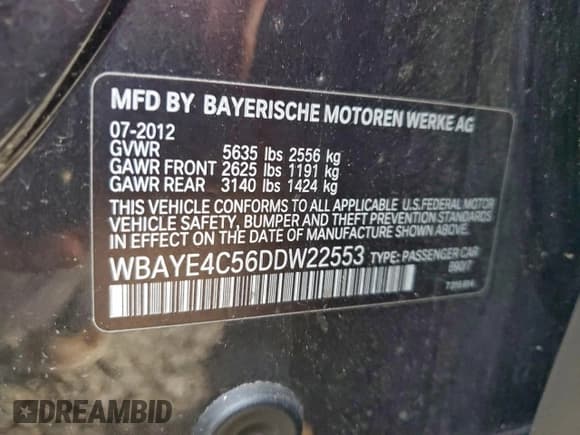 MFD BY BAYERISCHE MOTOREN WERKE AG
07-2012
GVWR 5635 lbs 2556 kg
GAWR FRONT 2625 lbs 1191 kg
GAWR REAR 3140 lbs 1424 kg
THIS VEHICLE CONFORMS TO ALL APPLICABLE U.S.FEDERAL MOTOR
VEHICLE SAFETY, BUMPER AND THEFT PREVENTION STANDARDS
IN EFFECT ON THE DATE OF MANUFACTURE SHOWN ABOVE.
WBAYE4C56DDW22553 TYPE: PASSENGER CAR
DREAMBID